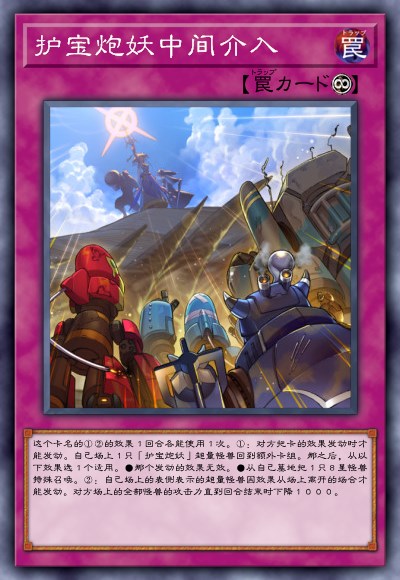 护宝炮妖中间介入
トラップ
罠
トラップ
【罠カード】
这个卡名的①②的效果1回合各能使用1次。①：对方把卡的效果发动时才
能发动。自己场上1只「护宝炮妖」超量怪兽回到额外卡组。那之后，从以
下效果选1个适用。●那个发动的效果无效。●从自己墓地把1只8星怪兽
特殊召唤。②：自己场上的表侧表示的超量怪兽因效果从场上离开的场合才
能发动。对方场上的全部怪兽的攻击力直到回合结束时下降1000。